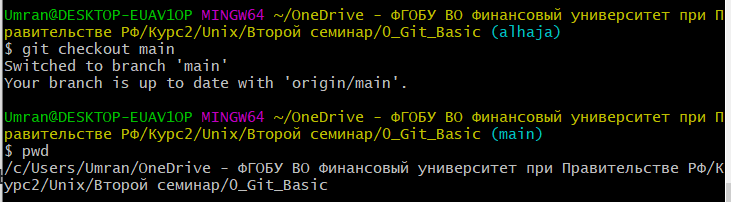 Umran@DESKTOP-EUAV1OP MINGW64 ~/OneDrive - ФГОБУ ВО Финансовый университет при П
равительстве РФ/Курс2/Unix/Второй семинар/0_Git_Basic (alhaja)
$ git checkout main
Switched to branch 'main'
Your branch is up to date with 'origin/main'.
Umran@DESKTOP-EUAV1OP MINGW64 ~/OneDrive - ФГОБУ ВО Финансовый университет при П
равительстве РФ/Курс2/Unix/Второй семинар/0_Git_Basic (main)
$ pwd
/c/Users/Umran/OneDrive - ФГОБУ ВО Финансовый университет при Правительстве РФ/К
урс2/Unix/Второй семинар/0_Git_Basic